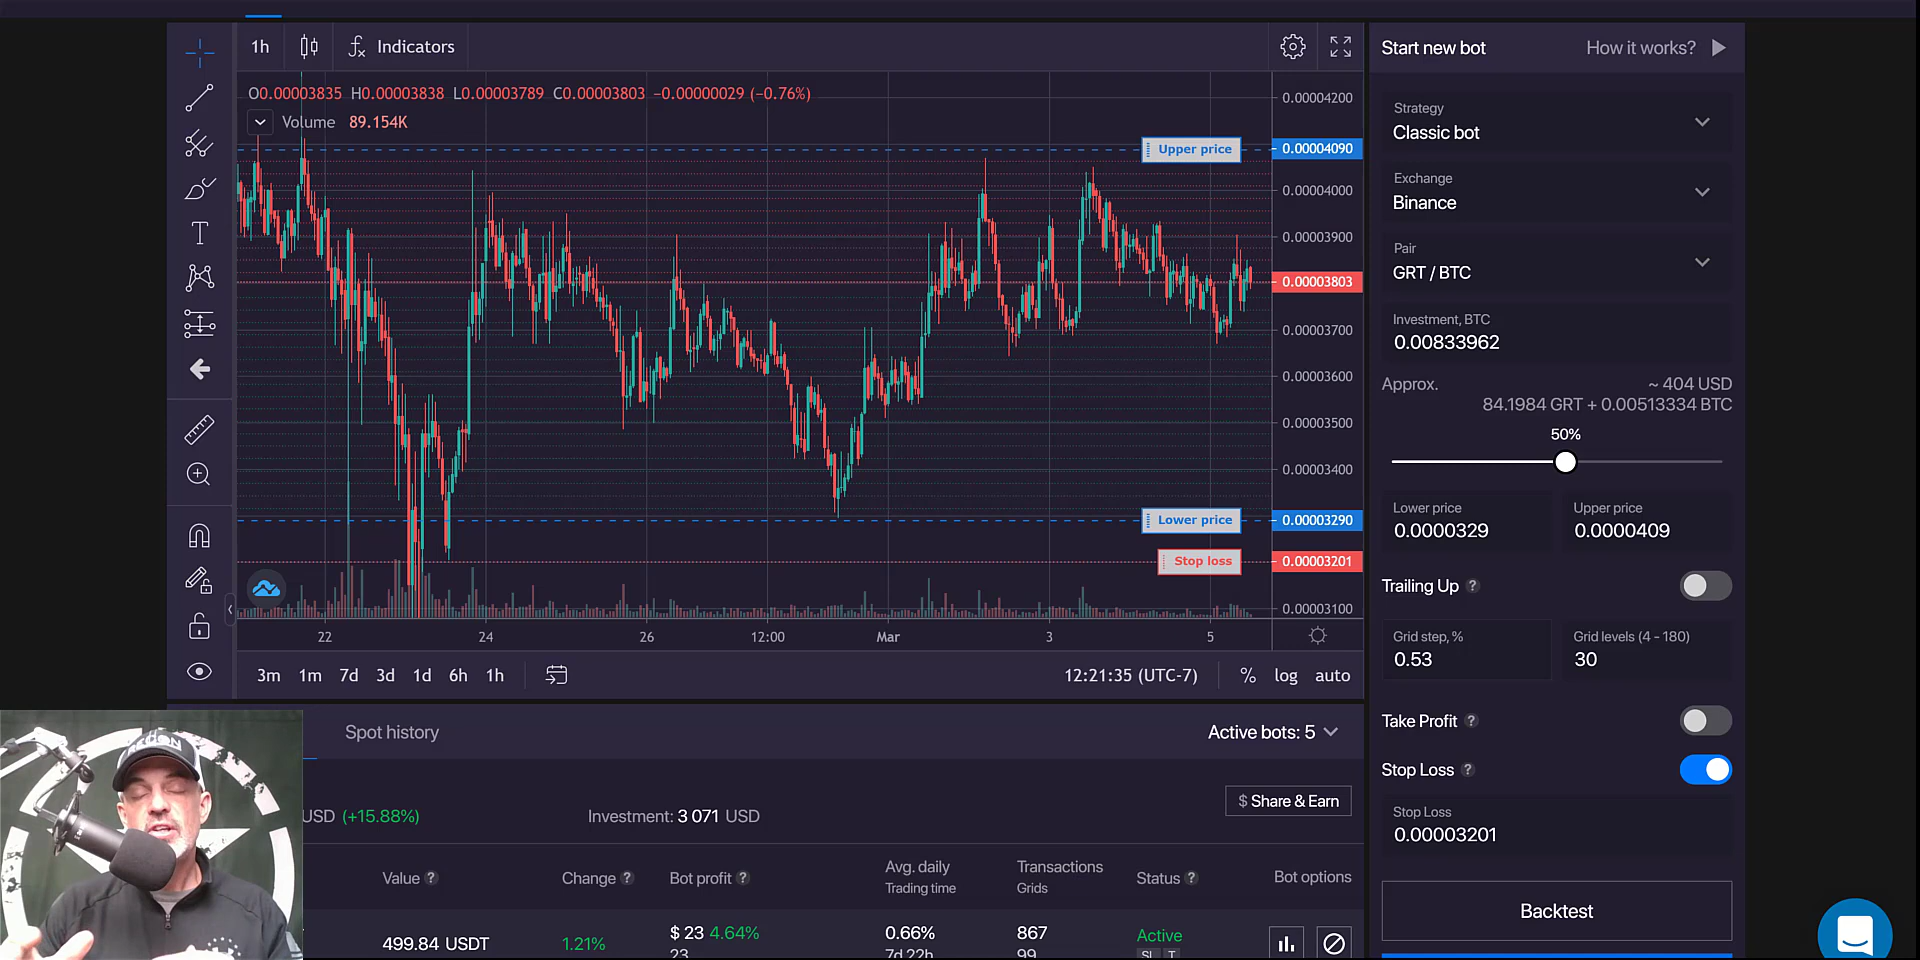 1h
Indicators
Start new bot
How it works?
O0.00003835 H0.00003838 L0.00003789 C0.00003803 −0.00000029 (−0.76%)
Volume 89.154K
0.00004200
Upper price
0.00004090
0.00004000
0.00003900
0.00003803
0.00003700
0.00003600
0.00003500
0.00003400
Lower price
0.00003290
Stop loss
0.00003201
0.00003100
22 24 26 12:00 Mar 3 5
3m 1m 7d 3d 1d 6h 1h
12:21:35 (UTC-7)
% log auto
Strategy
Classic bot
Exchange
Binance
Pair
GRT / BTC
Investment, BTC
0.00833962
Approx. ~ 404 USD
84.1984 GRT + 0.00513334 BTC
50%
Lower price
0.0000329
Upper price
0.0000409
Trailing Up ?
Grid step, %
0.53
Grid levels (4 - 180)
30
Take Profit ?
Stop Loss ?
Stop Loss
0.00003201
Backtest
Spot history
Active bots: 5
USD (+15.88%)
Investment: 3 071 USD
$ Share & Earn
Value ?
Change ?
Bot profit ?
Avg. daily
Trading time
Transactions
Grids
Status ?
Bot options
499.84 USDT
1.21%
$ 23 4.64%
23
0.66%
7d 22h
867
99
Active
SL T